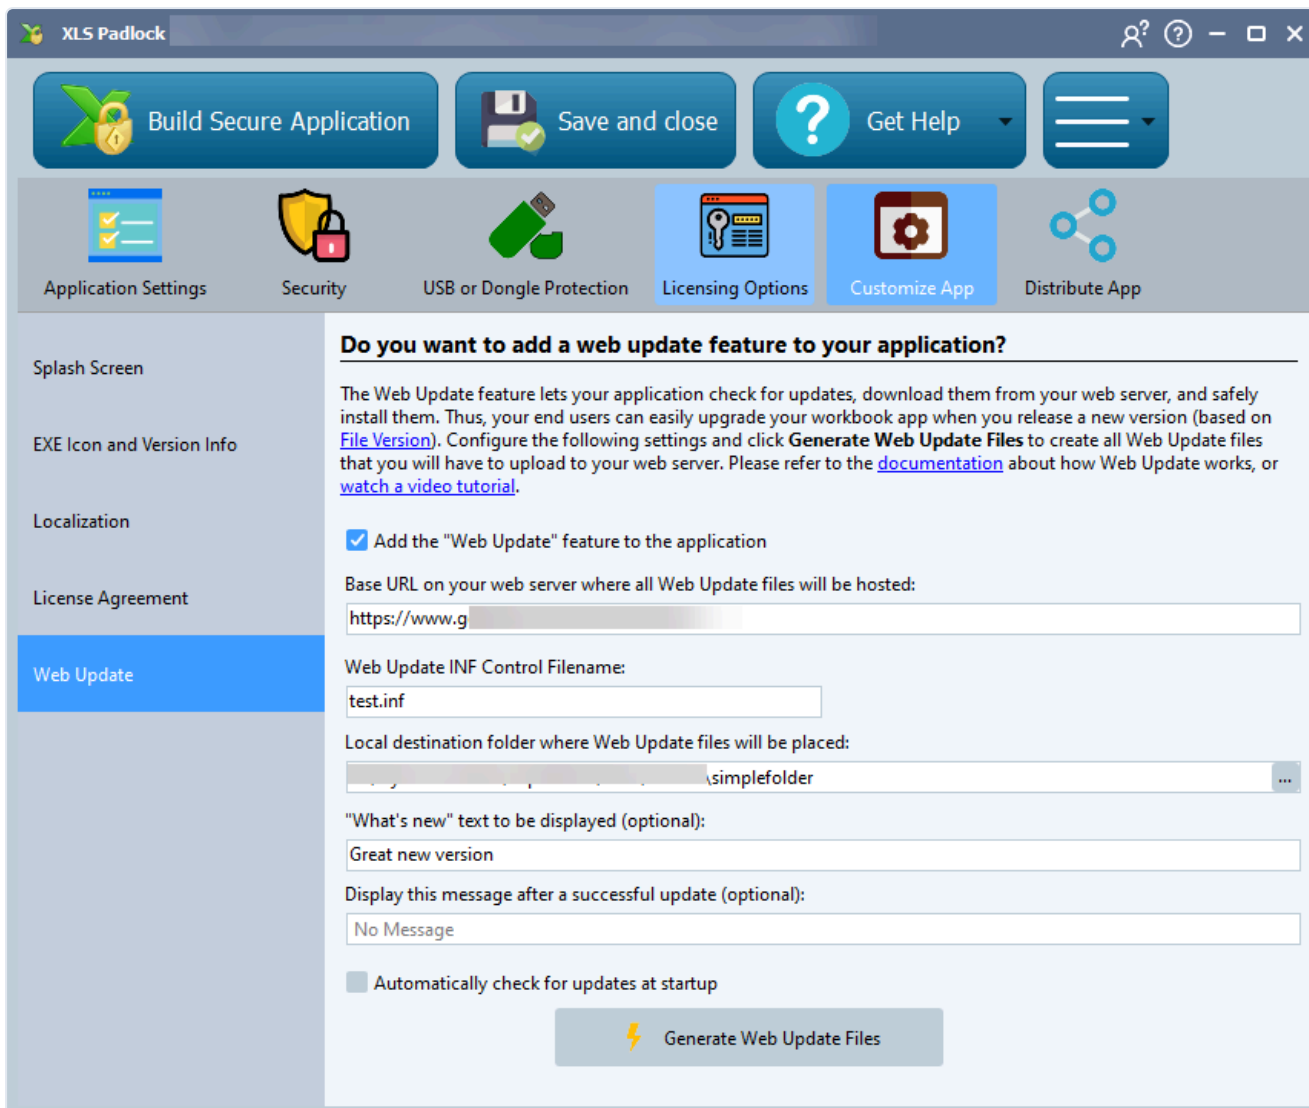 XLS Padlock
Build Secure Application
Save and close
Get Help
Application Settings
Security
USB or Dongle Protection
Licensing Options
Customize App
Distribute App
Splash Screen
EXE Icon and Version Info
Localization
License Agreement
Web Update
Do you want to add a web update feature to your application?
The Web Update feature lets your application check for updates, download them from your web server, and safely
install them. Thus, your end users can easily upgrade your workbook app when you release a new version (based on
File Version). Configure the following settings and click Generate Web Update Files to create all Web Update files
that you will have to upload to your web server. Please refer to the documentation about how Web Update works, or
watch a video tutorial.
Add the "Web Update" feature to the application
Base URL on your web server where all Web Update files will be hosted:
https://www.g
Web Update INF Control Filename:
test.inf
Local destination folder where Web Update files will be placed:
\simplefolder
...
"What's new" text to be displayed (optional):
Great new version
Display this message after a successful update (optional):
No Message
Automatically check for updates at startup
Generate Web Update Files